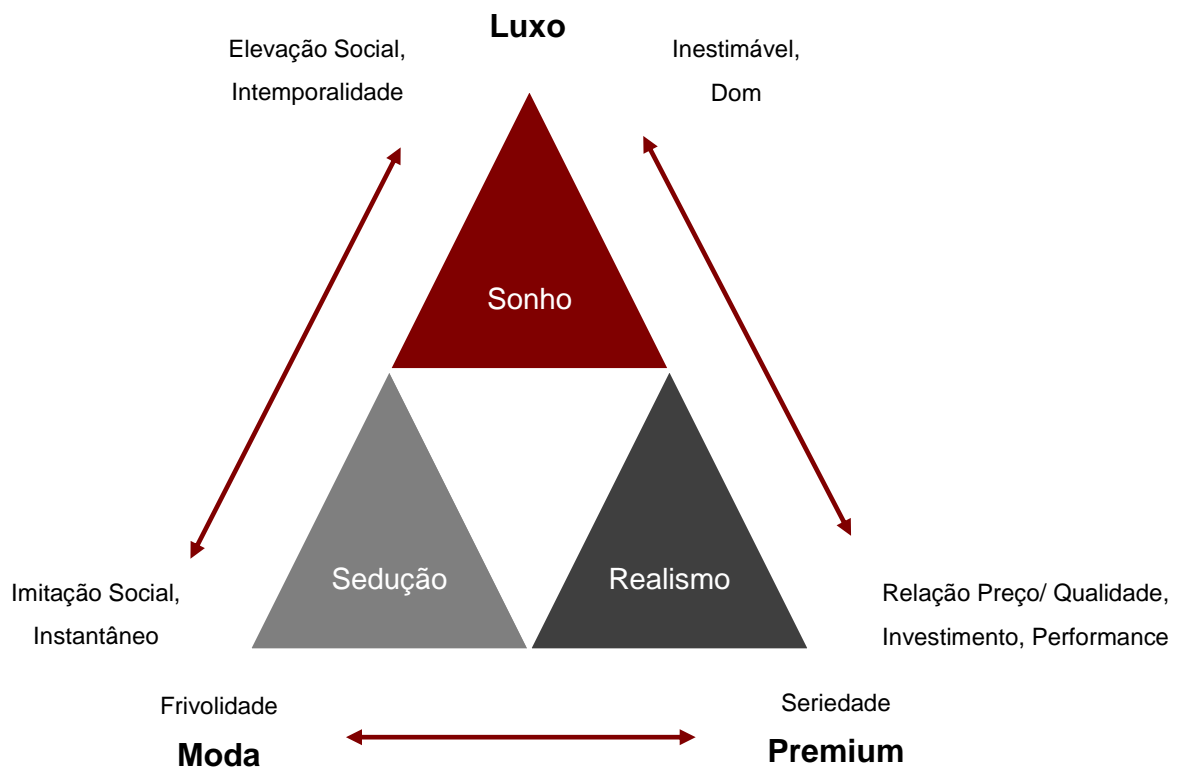 Luxo
Elevação Social,
Intemporalidade
Inestimável,
Dom
Sonho
Sedução
Realismo
Imitação Social,
Instantâneo
Relação Preço/ Qualidade,
Investimento, Performance
Frivolidade
Moda
Seriedade
Premium